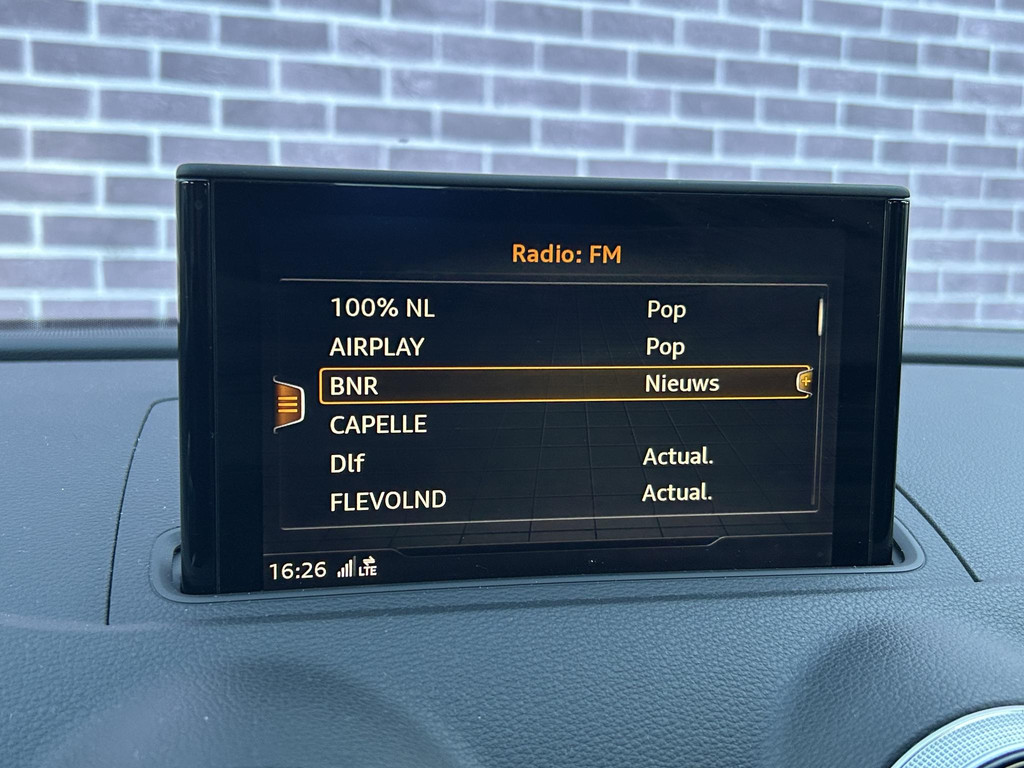 Radio: FM
100% NL Pop
AIRPLAY Pop
BNR Nieuws
CAPELLE
Dlf Actual.
FLEVOLND Actual.
16:26 LTE